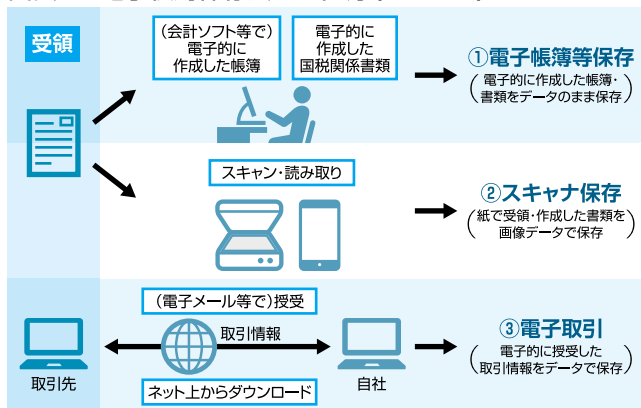 受領
(会計ソフト等で)
電子的に
作成した帳簿
電子的に
作成した
国税関係書類
①電子帳簿等保存
(電子的に作成した帳簿・
書類をデータのまま保存)
スキャン・読み取り
②スキャナ保存
(紙で受領・作成した書類を
画像データで保存)
(電子メール等で)授受
取引情報
ネット上からダウンロード
取引先
自社
③電子取引
(電子的に授受した
取引情報をデータで保存)